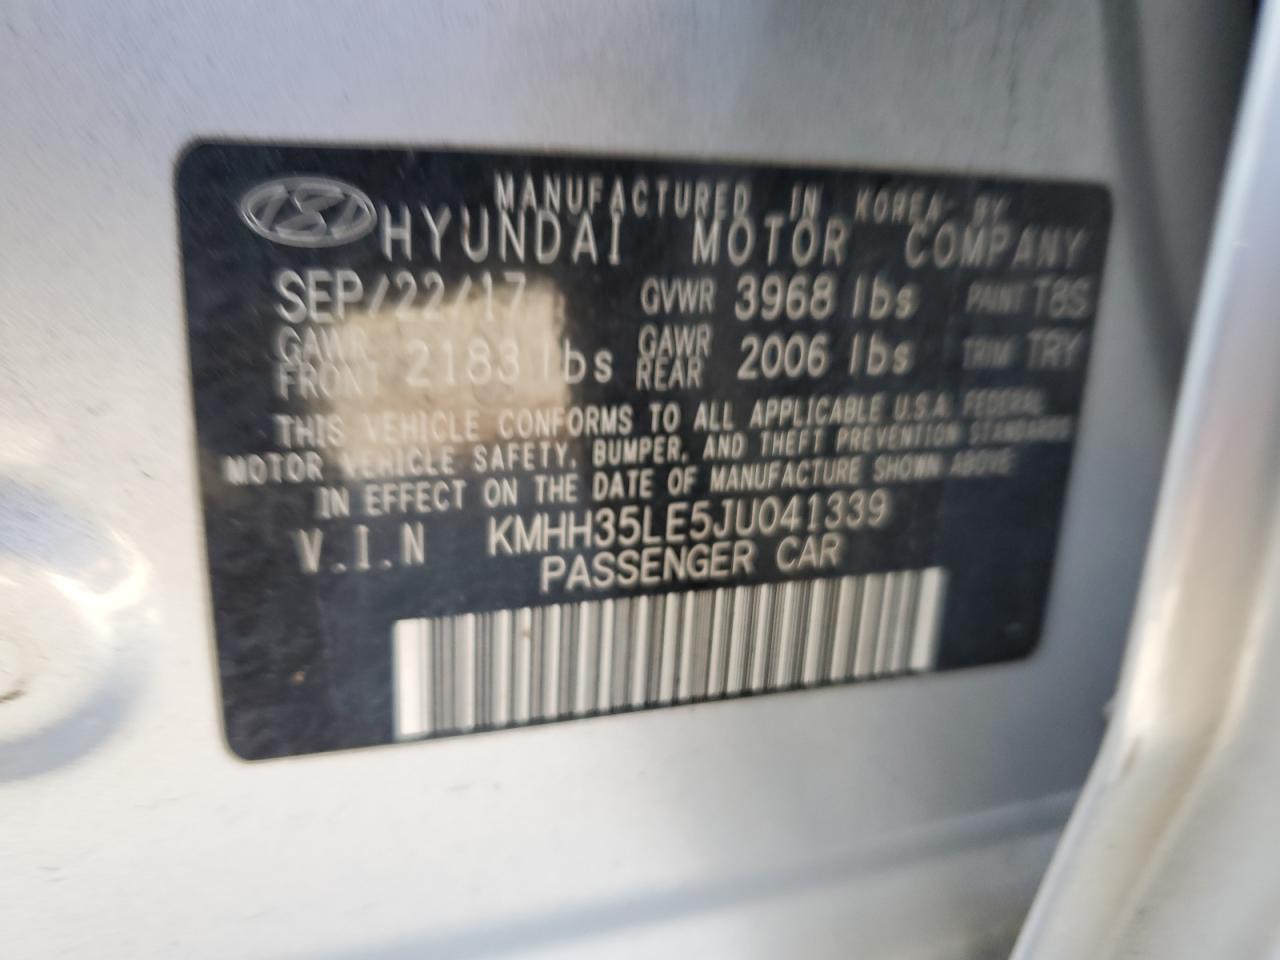 MANUFACTURED IN KOREA BY
HYUNDAI MOTOR COMPANY
SEP/22/17 GVWR 3968 lbs PAINT T8S
GAWR FRONT 2183 lbs GAWR REAR 2006 lbs TRIM TRY
THIS VEHICLE CONFORMS TO ALL APPLICABLE U.S.A. FEDERAL
MOTOR VEHICLE SAFETY, BUMPER, AND THEFT PREVENTION STANDARDS
IN EFFECT ON THE DATE OF MANUFACTURE SHOWN ABOVE
V.I.N KMHH35LE5JU041339
PASSENGER CAR